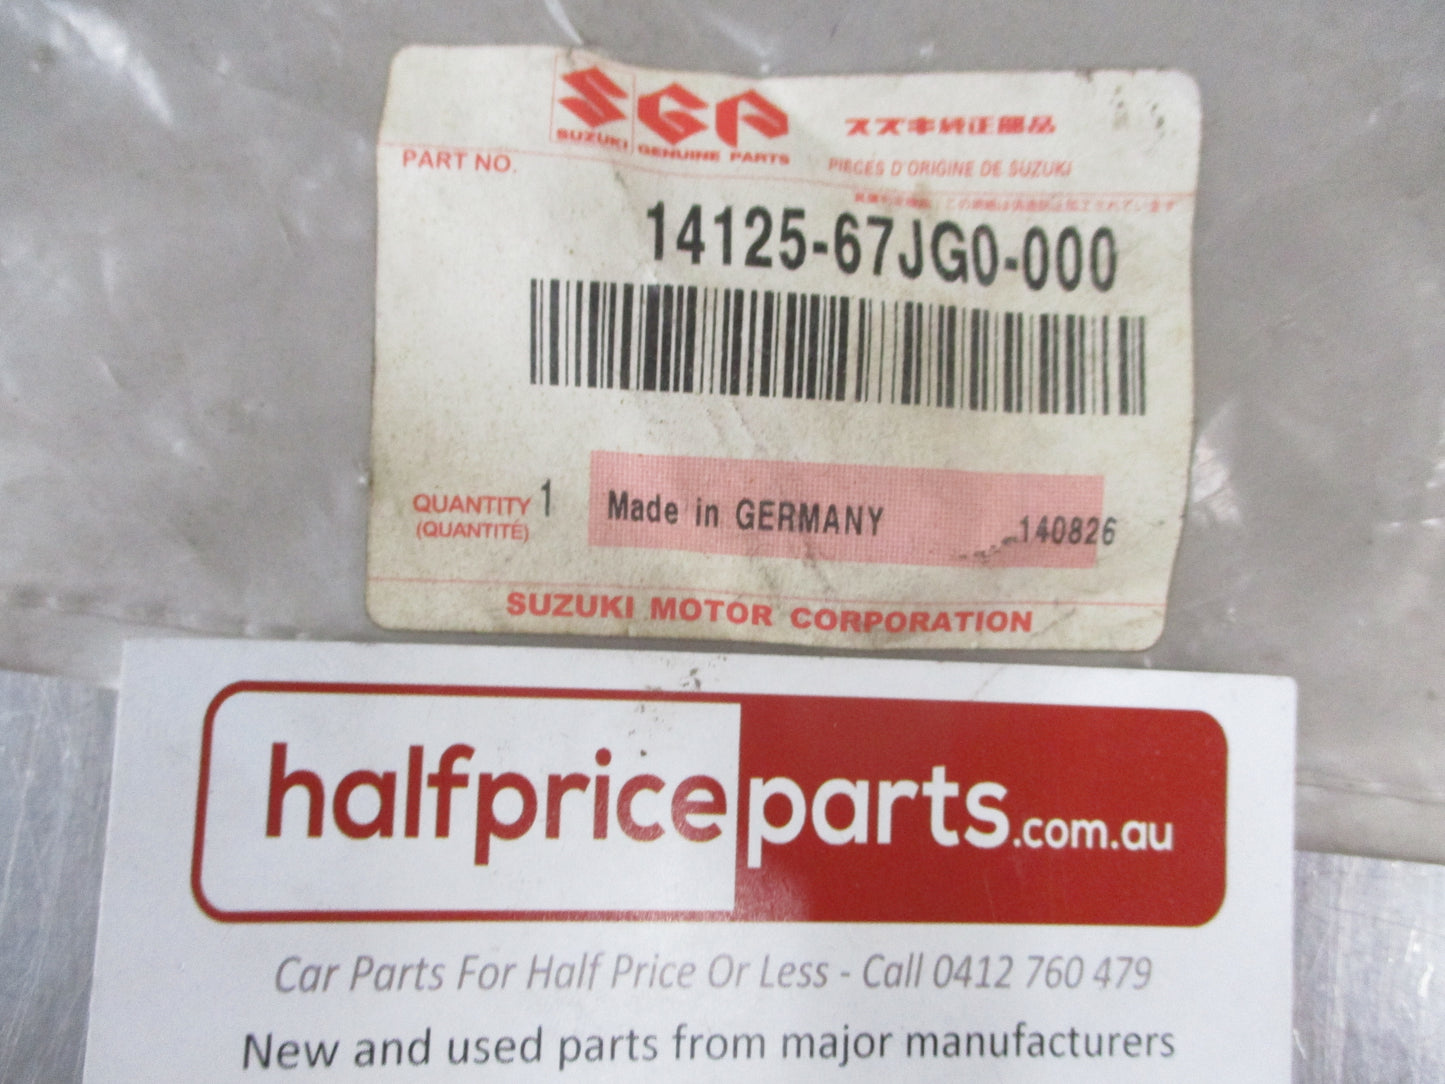 SUZUKI
SGP
GENUINE PARTS
スズキ純正部品
PIECES D'ORIGINE DE SUZUKI
PART NO.
14125-67JG0-000
QUANTITY 1
(QUANTITÉ)
Made in GERMANY 140826
SUZUKI MOTOR CORPORATION
halfpriceparts.com.au
Car Parts For Half Price Or Less - Call 0412 760 479
New and used parts from major manufacturers